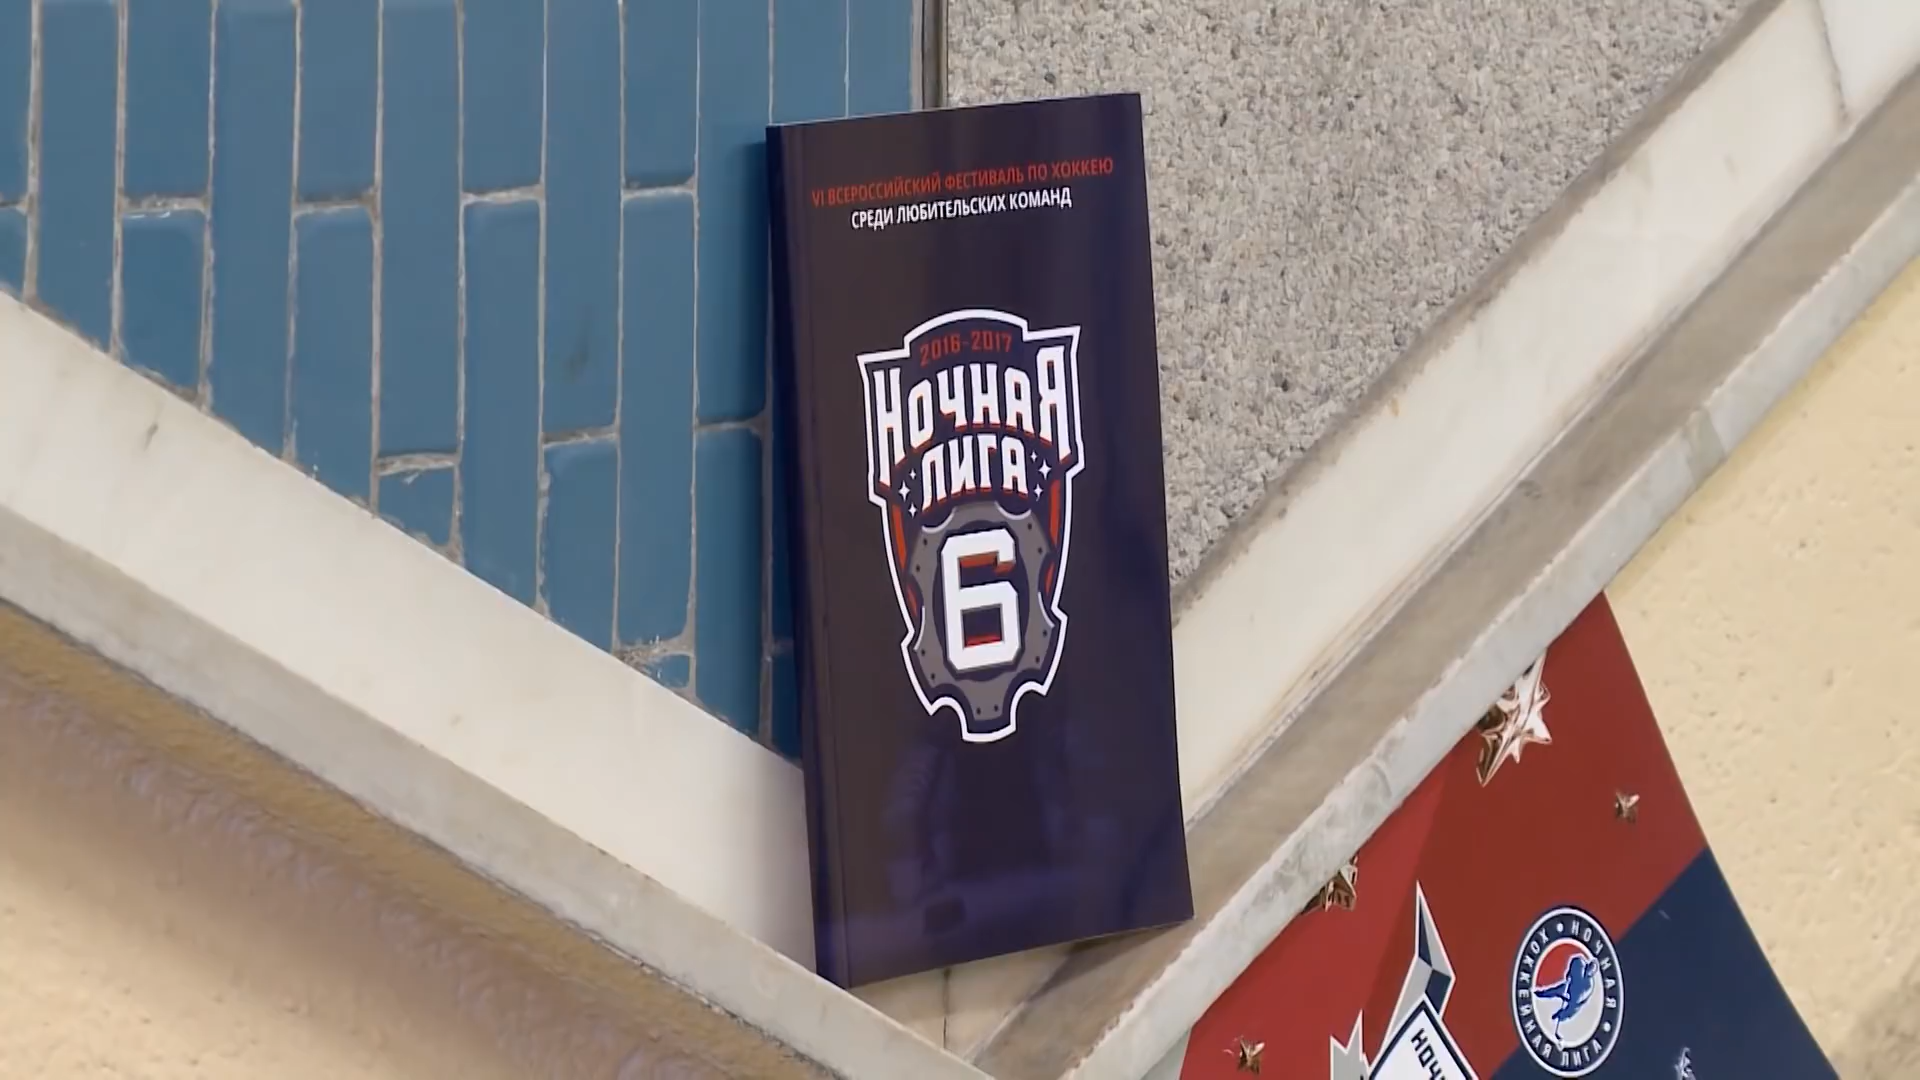 VI ВСЕРОССИЙСКИЙ ФЕСТИВАЛЬ ПО ХОККЕЮ
СРЕДИ ЛЮБИТЕЛЬСКИХ КОМАНД
2016-2017
НОЧНАЯ
ЛИГА
6
НОЧНАЯ • ХОККЕЙНАЯ ЛИГА •